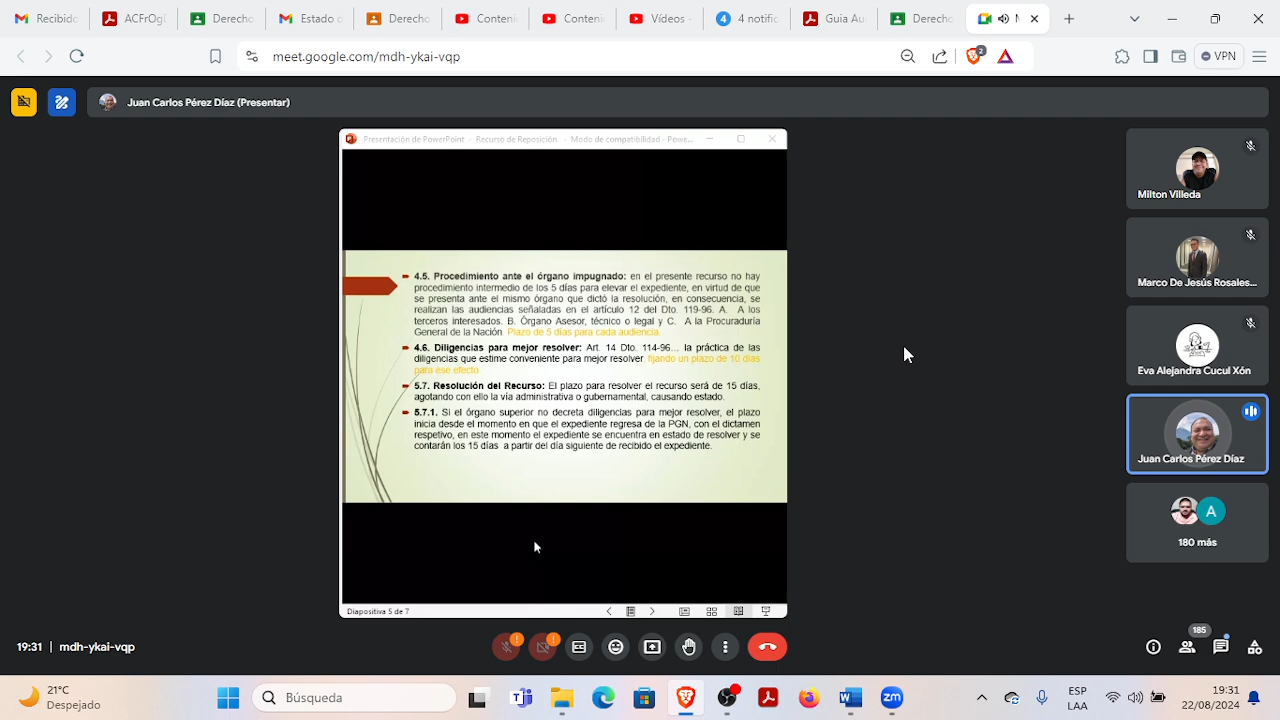 Recibido
ACFrOgI
Derecho
Estado d
Derecho
Conteni
Conteni
Vídeos -
4 4 notific
Guia Au
Derecho
M
meet.google.com/mdh-ykai-vqp
2
VPN
Juan Carlos Pérez Díaz (Presentar)
Presentación de PowerPoint - Recurso de Reposición - Modo de compatibilidad - Powe...
4.5. Procedimiento ante el órgano impugnado: en el presente recurso no hay
procedimiento intermedio de los 5 días para elevar el expediente, en virtud de que
se presenta ante el mismo órgano que dictó la resolución, en consecuencia, se
realizan las audiencias señaladas en el artículo 12 del Dto. 119-96. A. A los
terceros interesados. B. Órgano Asesor, técnico o legal y C. A la Procuraduría
General de la Nación. Plazo de 5 días para cada audiencia.
4.6. Diligencias para mejor resolver: Art. 14 Dto. 114-96... la práctica de las
diligencias que estime conveniente para mejor resolver, fijando un plazo de 10 días
para ese efecto
5.7. Resolución del Recurso: El plazo para resolver el recurso será de 15 días,
agotando con ello la vía administrativa o gubernamental, causando estado.
5.7.1. Si el órgano superior no decreta diligencias para mejor resolver, el plazo
inicia desde el momento en que el expediente regresa de la PGN, con el dictamen
respetivo, en este momento el expediente se encuentra en estado de resolver y se
contarán los 15 días a partir del día siguiente de recibido el expediente.
Diapositiva 5 de 7
Milton Villeda
Marco De Jesús Rosales...
Eva Alejandra Cucul Xón
Juan Carlos Pérez Díaz
A
180 más
19:31 | mdh-ykai-vqp
185
21°C
Despejado
Búsqueda
zm
ESP
LAA
19:31
22/08/2024